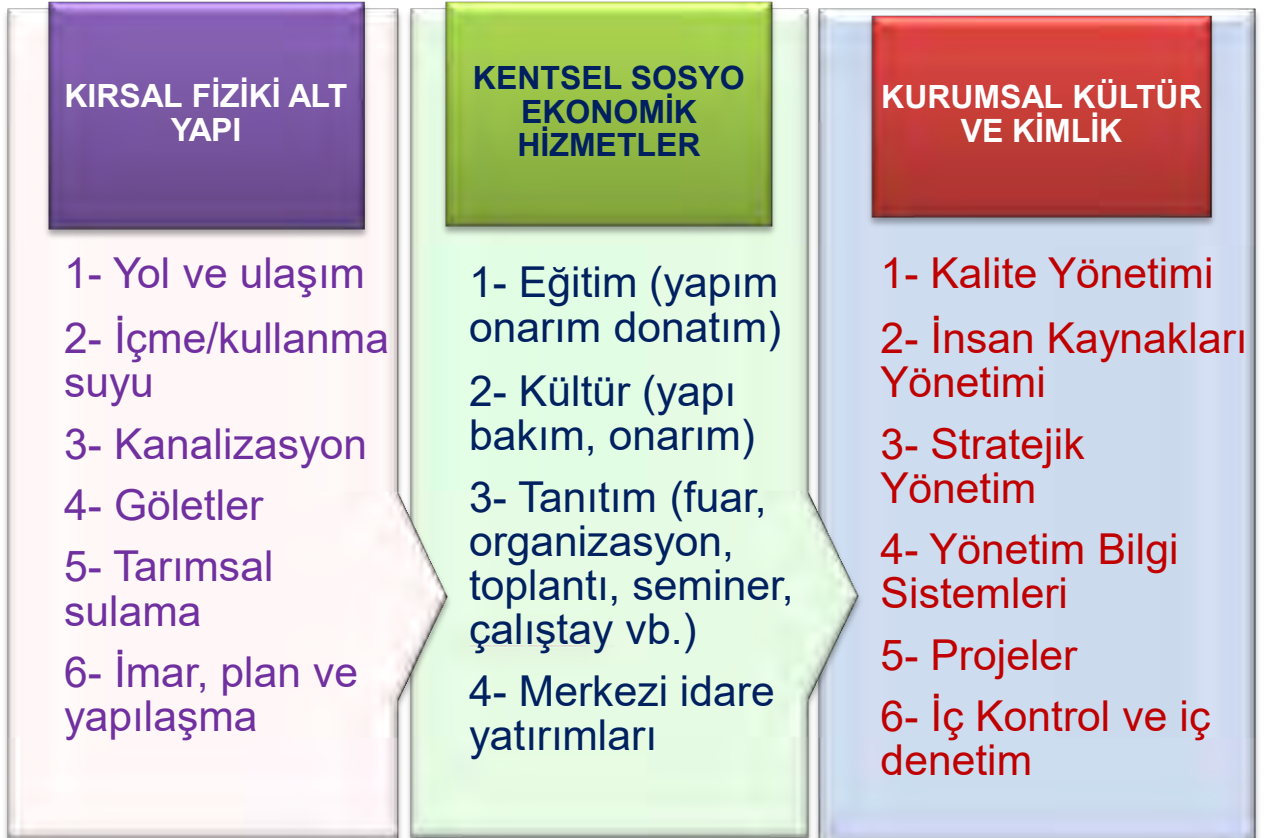 KIRSAL FİZİKİ ALT
YAPI
1- Yol ve ulaşım
2- İçme/kullanma
suyu
3- Kanalizasyon
4- Göletler
5- Tarımsal
sulama
6- İmar, plan ve
yapılaşma
KENTSEL SOSYO
EKONOMİK
HİZMETLER
1- Eğitim (yapım
onarım donatım)
2- Kültür (yapı
bakım, onarım)
3- Tanıtım (fuar,
organizasyon,
toplantı, seminer,
çalıştay vb.)
4- Merkezi idare
yatırımları
KURUMSAL KÜLTÜR
VE KİMLİK
1- Kalite Yönetimi
2- İnsan Kaynakları
Yönetimi
3- Stratejik
Yönetim
4- Yönetim Bilgi
Sistemleri
5- Projeler
6- İç Kontrol ve iç
denetim